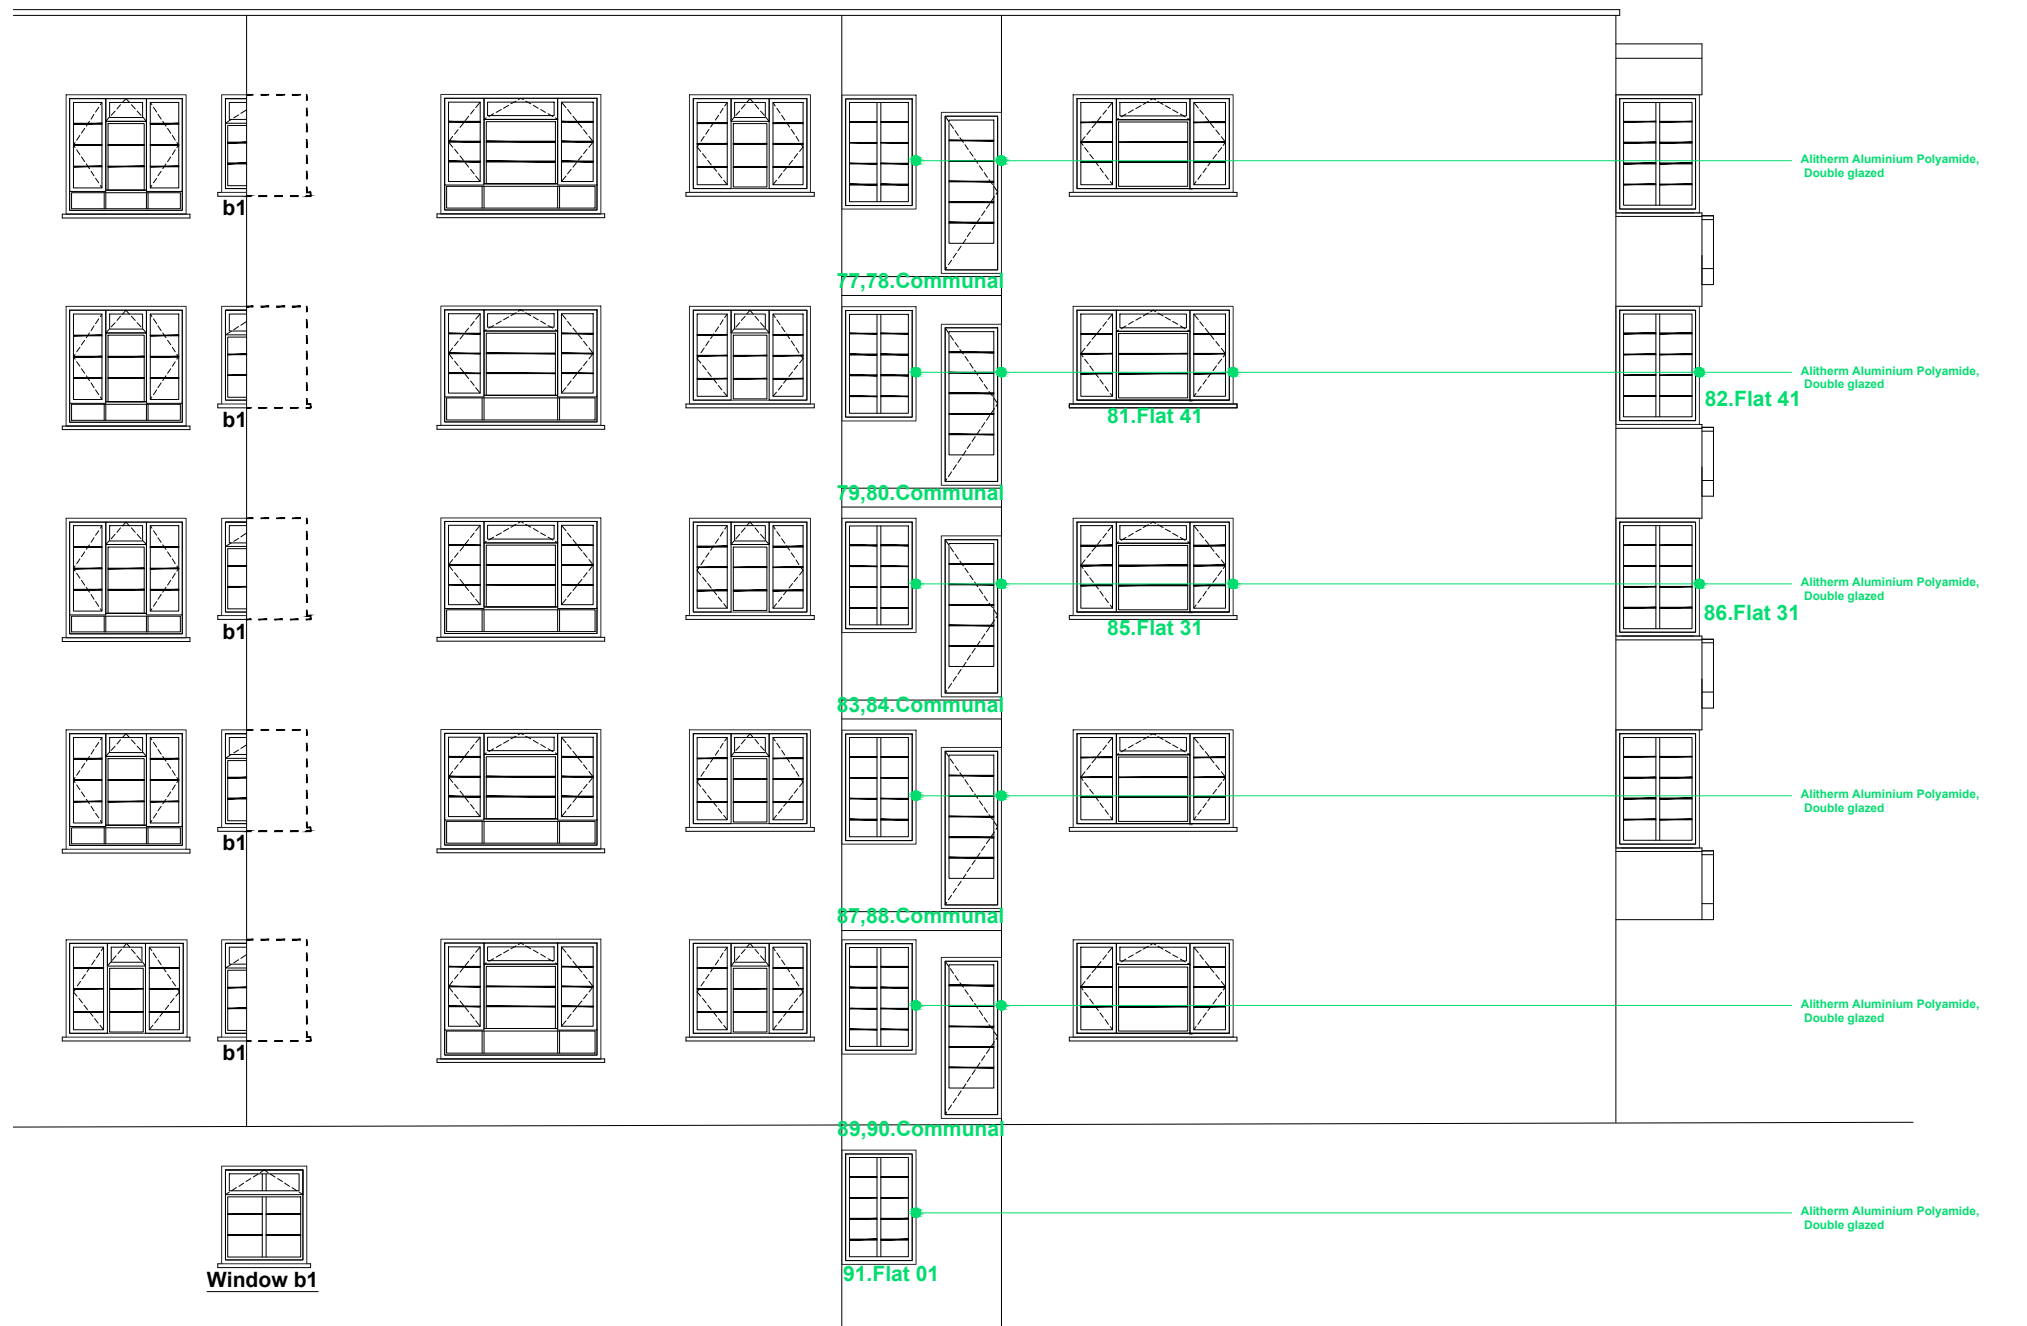 Alitherm Aluminium Polyamide,
Double glazed
b1
77,78.Communal
Alitherm Aluminium Polyamide,
Double glazed
82.Flat 41
81.Flat 41
b1
79,80.Communal
Alitherm Aluminium Polyamide,
Double glazed
86.Flat 31
85.Flat 31
b1
83,84.Communal
Alitherm Aluminium Polyamide,
Double glazed
b1
87,88.Communal
Alitherm Aluminium Polyamide,
Double glazed
b1
89,90.Communal
Alitherm Aluminium Polyamide,
Double glazed
91.Flat 01
Window b1